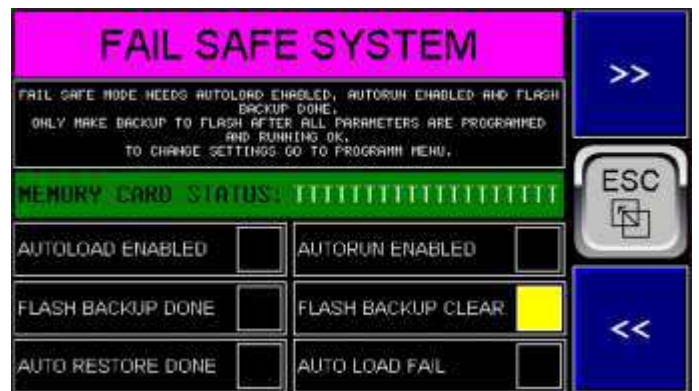 FAIL SAFE SYSTEM
>>
FAIL SAFE MODE NEEDS AUTOLOAD ENABLED, AUTORUN ENABLED AND FLASH
BACKUP DONE.
ONLY MAKE BACKUP TO FLASH AFTER ALL PARAMETERS ARE PROGRAMMED
AND RUNNING OK.
TO CHANGE SETTINGS GO TO PROGRAMM MENU.
MEMORY CARD STATUS: TTTTTTTTTTTTTTTTTTTT
ESC
AUTOLOAD ENABLED
AUTORUN ENABLED
FLASH BACKUP DONE
FLASH BACKUP CLEAR
<<
AUTO RESTORE DONE
AUTO LOAD FAIL